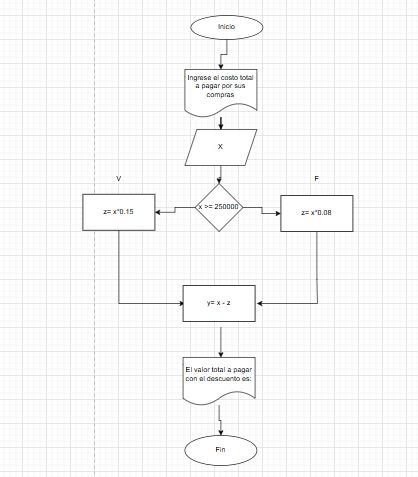 Inicio
Ingrese el costo total
a pagar por sus
compras
X
V
F
x >= 250000
z= x*0.15
z= x*0.08
y= x - z
El valor total a pagar
con el descuento es:
Fin